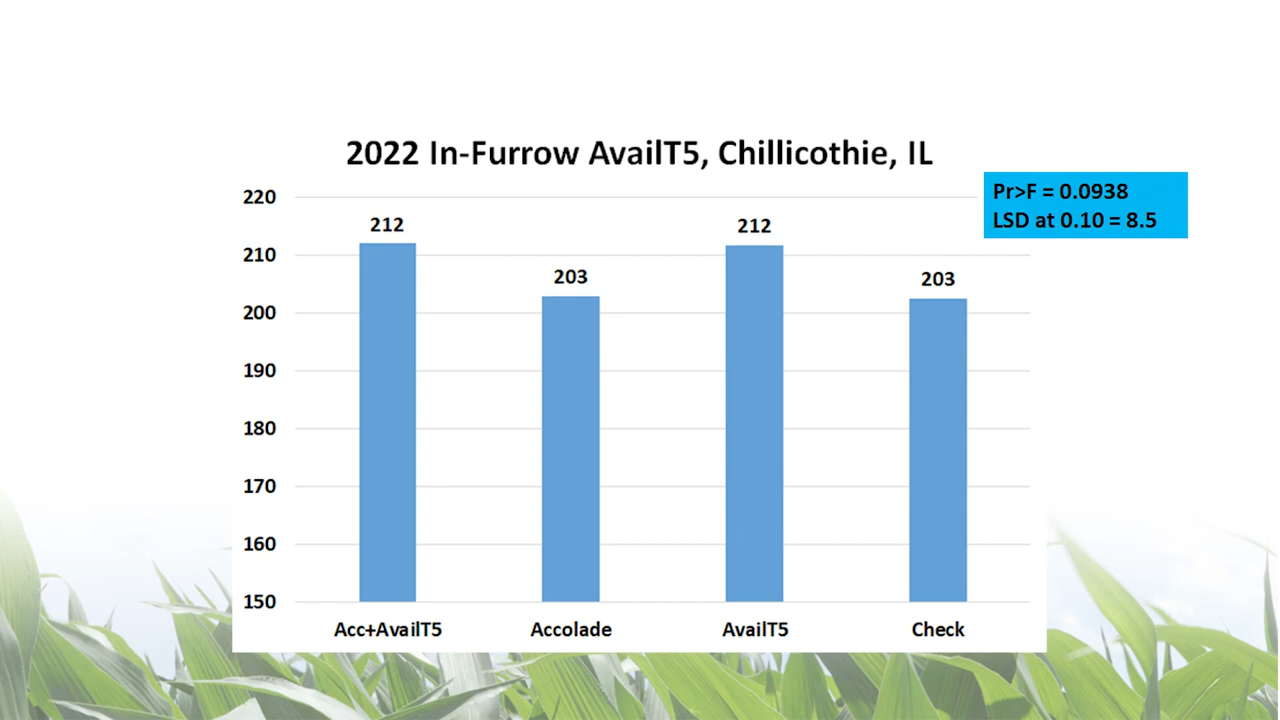 2022 In-Furrow AvailT5, Chillicothie, IL
Pr>F = 0.0938
LSD at 0.10 = 8.5
220
210
200
190
180
170
160
150
212
203
212
203
Acc+AvailT5
Accolade
AvailT5
Check